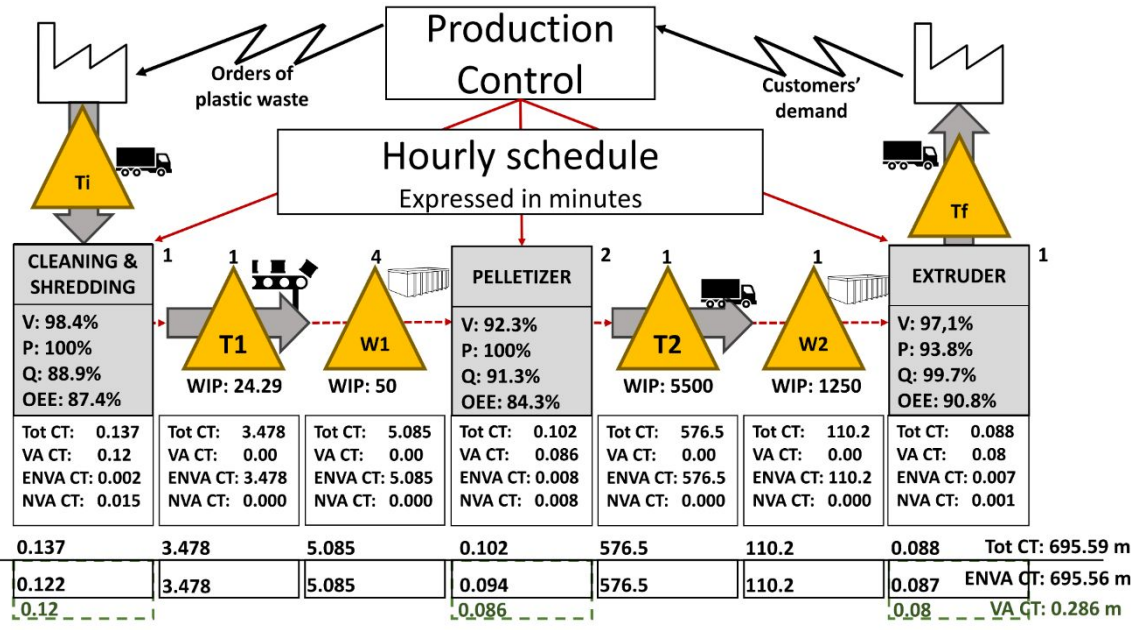 Production
Control
Orders of
plastic waste
Customers'
demand
Hourly schedule
Expressed in minutes
Ti
Tf
CLEANING &
SHREDDING
1
V: 98.4%
P: 100%
Q: 88.9%
OEE: 87.4%
1
T1
WIP: 24.29
4
W1
WIP: 50
PELLETIZER
2
V: 92.3%
P: 100%
Q: 91.3%
OEE: 84.3%
1
T2
WIP: 5500
1
W2
WIP: 1250
EXTRUDER
1
V: 97,1%
P: 93.8%
Q: 99.7%
OEE: 90.8%
Tot CT: 0.137
VA CT: 0.12
ENVA CT: 0.002
NVA CT: 0.015
Tot CT: 3.478
VA CT: 0.00
ENVA CT: 3.478
NVA CT: 0.000
Tot CT: 5.085
VA CT: 0.00
ENVA CT: 5.085
NVA CT: 0.000
Tot CT: 0.102
VA CT: 0.086
ENVA CT: 0.008
NVA CT: 0.008
Tot CT: 576.5
VA CT: 0.00
ENVA CT: 576.5
NVA CT: 0.000
Tot CT: 110.2
VA CT: 0.00
ENVA CT: 110.2
NVA CT: 0.000
Tot CT: 0.088
VA CT: 0.08
ENVA CT: 0.007
NVA CT: 0.001
0.137 3.478 5.085 0.102 576.5 110.2 0.088 Tot CT: 695.59 m
0.122 3.478 5.085 0.094 576.5 110.2 0.087 ENVA CT: 695.56 m
0.12 0.086 0.08 VA CT: 0.286 m